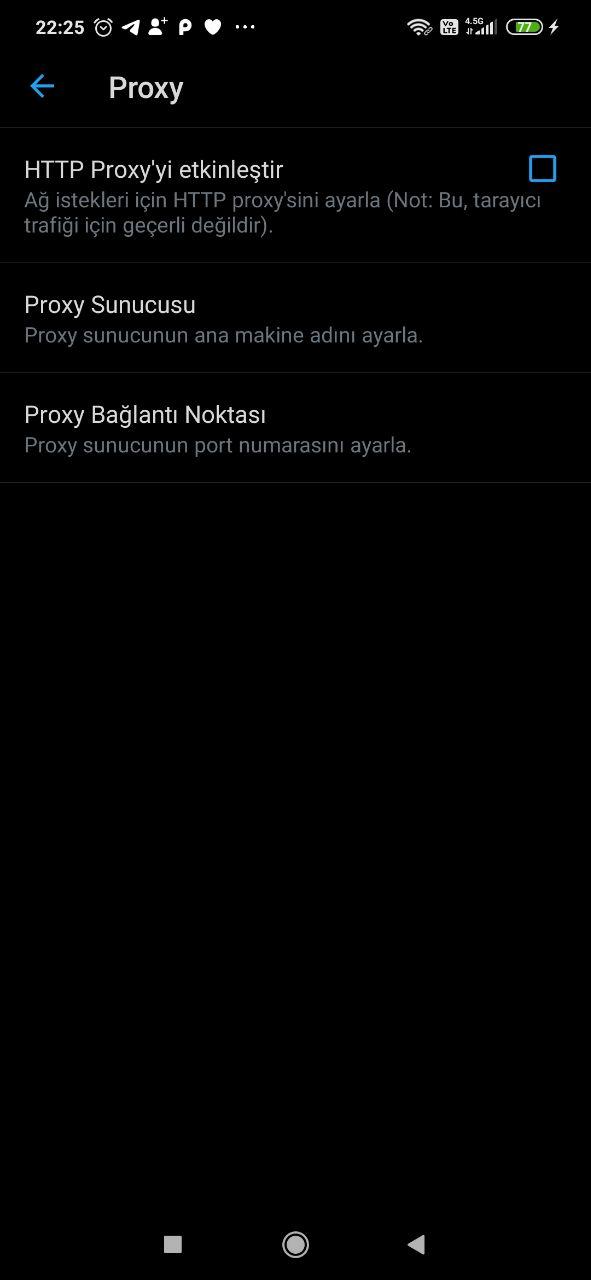 22:25
Vo LTE
4.5G
77
Proxy
HTTP Proxy'yi etkinleştir
Ağ istekleri için HTTP proxy'sini ayarla (Not: Bu, tarayıcı
trafiği için geçerli değildir).
Proxy Sunucusu
Proxy sunucunun ana makine adını ayarla.
Proxy Bağlantı Noktası
Proxy sunucunun port numarasını ayarla.